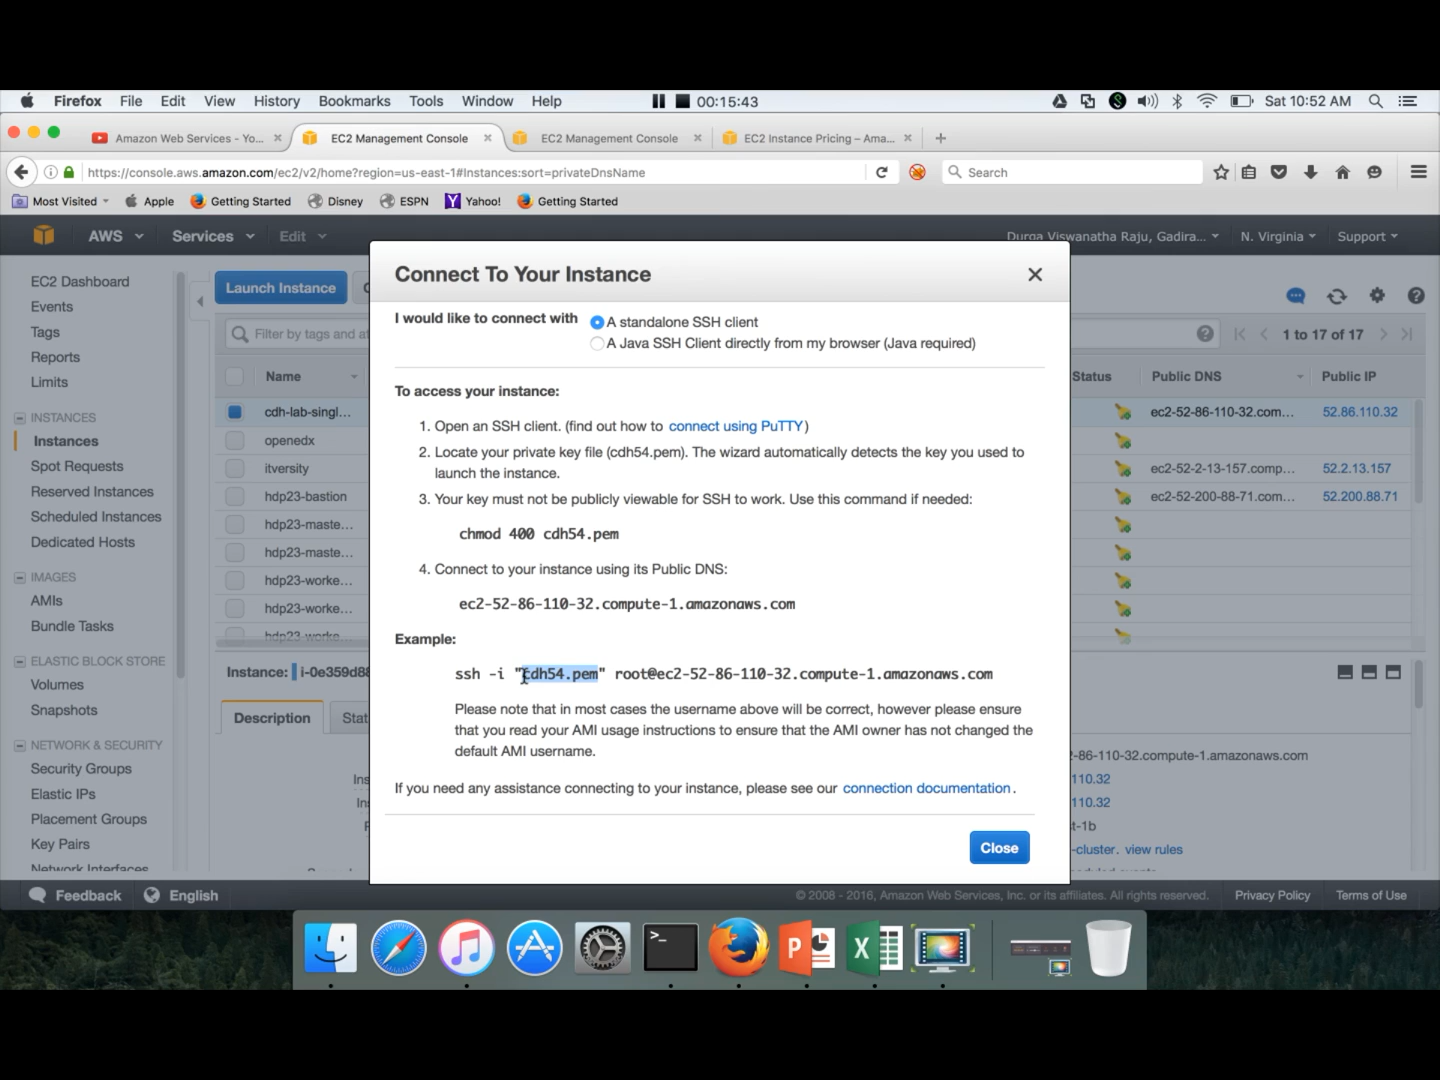 Firefox File Edit View History Bookmarks Tools Window Help 00:15:43 Sat 10:52 AM
Amazon Web Services - Yo... EC2 Management Console EC2 Management Console EC2 Instance Pricing – Ama...
https://console.aws.amazon.com/ec2/v2/home?region=us-east-1#Instances:sort=privateDnsName Search
Most Visited Apple Getting Started Disney ESPN Yahoo! Getting Started
AWS Services Edit Durga Viswanatha Raju, Gadira... N. Virginia Support
EC2 Dashboard
Events
Tags
Reports
Limits
INSTANCES
Instances
Spot Requests
Reserved Instances
Scheduled Instances
Dedicated Hosts
IMAGES
AMIs
Bundle Tasks
ELASTIC BLOCK STORE
Volumes
Snapshots
NETWORK & SECURITY
Security Groups
Elastic IPs
Placement Groups
Key Pairs
Network Interfaces
Launch Instance
Filter by tags and at
1 to 17 of 17
Name Status Public DNS Public IP
cdh-lab-singl... ec2-52-86-110-32.com... 52.86.110.32
openedx
itversity ec2-52-2-13-157.comp... 52.2.13.157
hdp23-bastion ec2-52-200-88-71.com... 52.200.88.71
hdp23-maste...
hdp23-maste...
hdp23-worke...
hdp23-worke...
hdp23-worke...
Instance: i-0e359d88
Description Stat
-86-110-32.compute-1.amazonaws.com
110.32
110.32
t-1b
-cluster. view rules
Connect To Your Instance
I would like to connect with A standalone SSH client
A Java SSH Client directly from my browser (Java required)
To access your instance:
1. Open an SSH client. (find out how to connect using PuTTY)
2. Locate your private key file (cdh54.pem). The wizard automatically detects the key you used to
launch the instance.
3. Your key must not be publicly viewable for SSH to work. Use this command if needed:
chmod 400 cdh54.pem
4. Connect to your instance using its Public DNS:
ec2-52-86-110-32.compute-1.amazonaws.com
Example:
ssh -i "cdh54.pem" root@ec2-52-86-110-32.compute-1.amazonaws.com
Please note that in most cases the username above will be correct, however please ensure
that you read your AMI usage instructions to ensure that the AMI owner has not changed the
default AMI username.
If you need any assistance connecting to your instance, please see our connection documentation.
Close
Feedback English © 2008 - 2016, Amazon Web Services, Inc. or its affiliates. All rights reserved. Privacy Policy Terms of Use